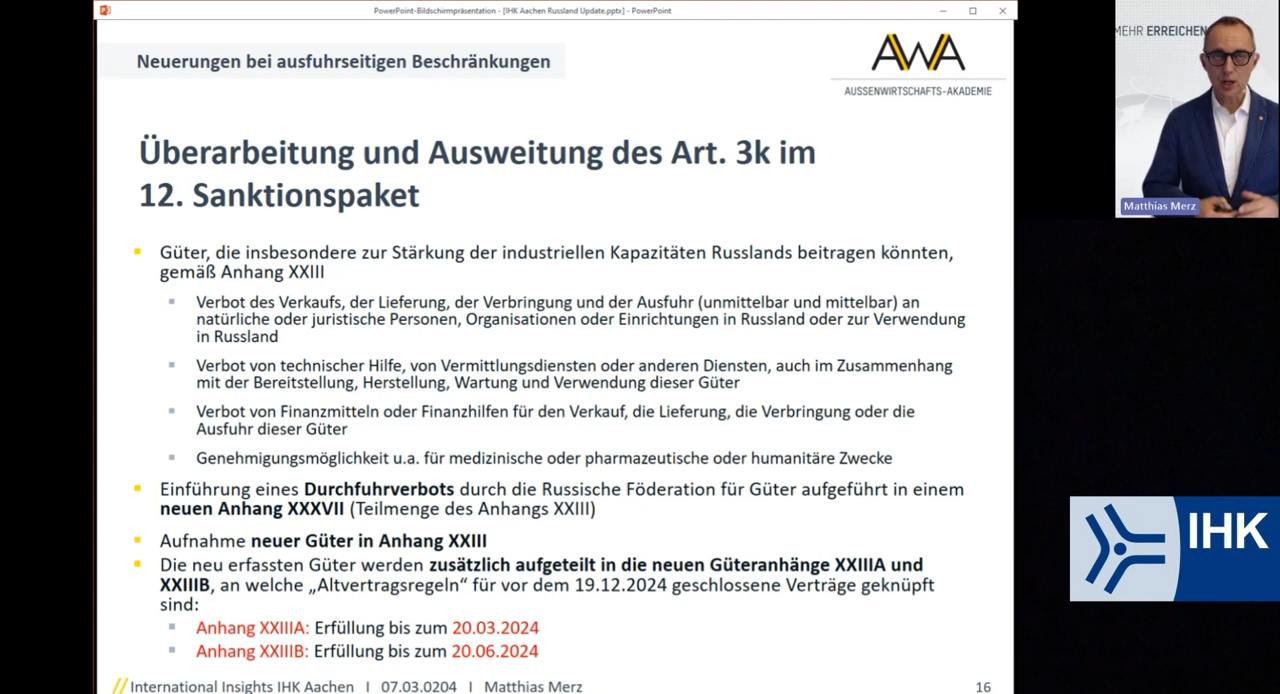 PowerPoint-Bildschirmpräsentation - [IHK Aachen Russland Update.pptx] - PowerPoint
Neuerungen bei ausfuhrseitigen Beschränkungen
AWA
AUSSENWIRTSCHAFTS-AKADEMIE
MEHR ERREICHEN
Matthias Merz
Überarbeitung und Ausweitung des Art. 3k im
12. Sanktionspaket
Güter, die insbesondere zur Stärkung der industriellen Kapazitäten Russlands beitragen könnten,
gemäß Anhang XXIII
Verbot des Verkaufs, der Lieferung, der Verbringung und der Ausfuhr (unmittelbar und mittelbar) an
natürliche oder juristische Personen, Organisationen oder Einrichtungen in Russland oder zur Verwendung
in Russland
Verbot von technischer Hilfe, von Vermittlungsdiensten oder anderen Diensten, auch im Zusammenhang
mit der Bereitstellung, Herstellung, Wartung und Verwendung dieser Güter
Verbot von Finanzmitteln oder Finanzhilfen für den Verkauf, die Lieferung, die Verbringung oder die
Ausfuhr dieser Güter
Genehmigungsmöglichkeit u.a. für medizinische oder pharmazeutische oder humanitäre Zwecke
Einführung eines Durchfuhrverbots durch die Russische Föderation für Güter aufgeführt in einem
neuen Anhang XXXVII (Teilmenge des Anhangs XXIII)
Aufnahme neuer Güter in Anhang XXIII
Die neu erfassten Güter werden zusätzlich aufgeteilt in die neuen Güteranhänge XXIIIA und
XXIIIB, an welche „Altvertragsregeln“ für vor dem 19.12.2024 geschlossene Verträge geknüpft
sind:
Anhang XXIIIA: Erfüllung bis zum 20.03.2024
Anhang XXIIIB: Erfüllung bis zum 20.06.2024
International Insights IHK Aachen I 07.03.0204 I Matthias Merz
16
IHK